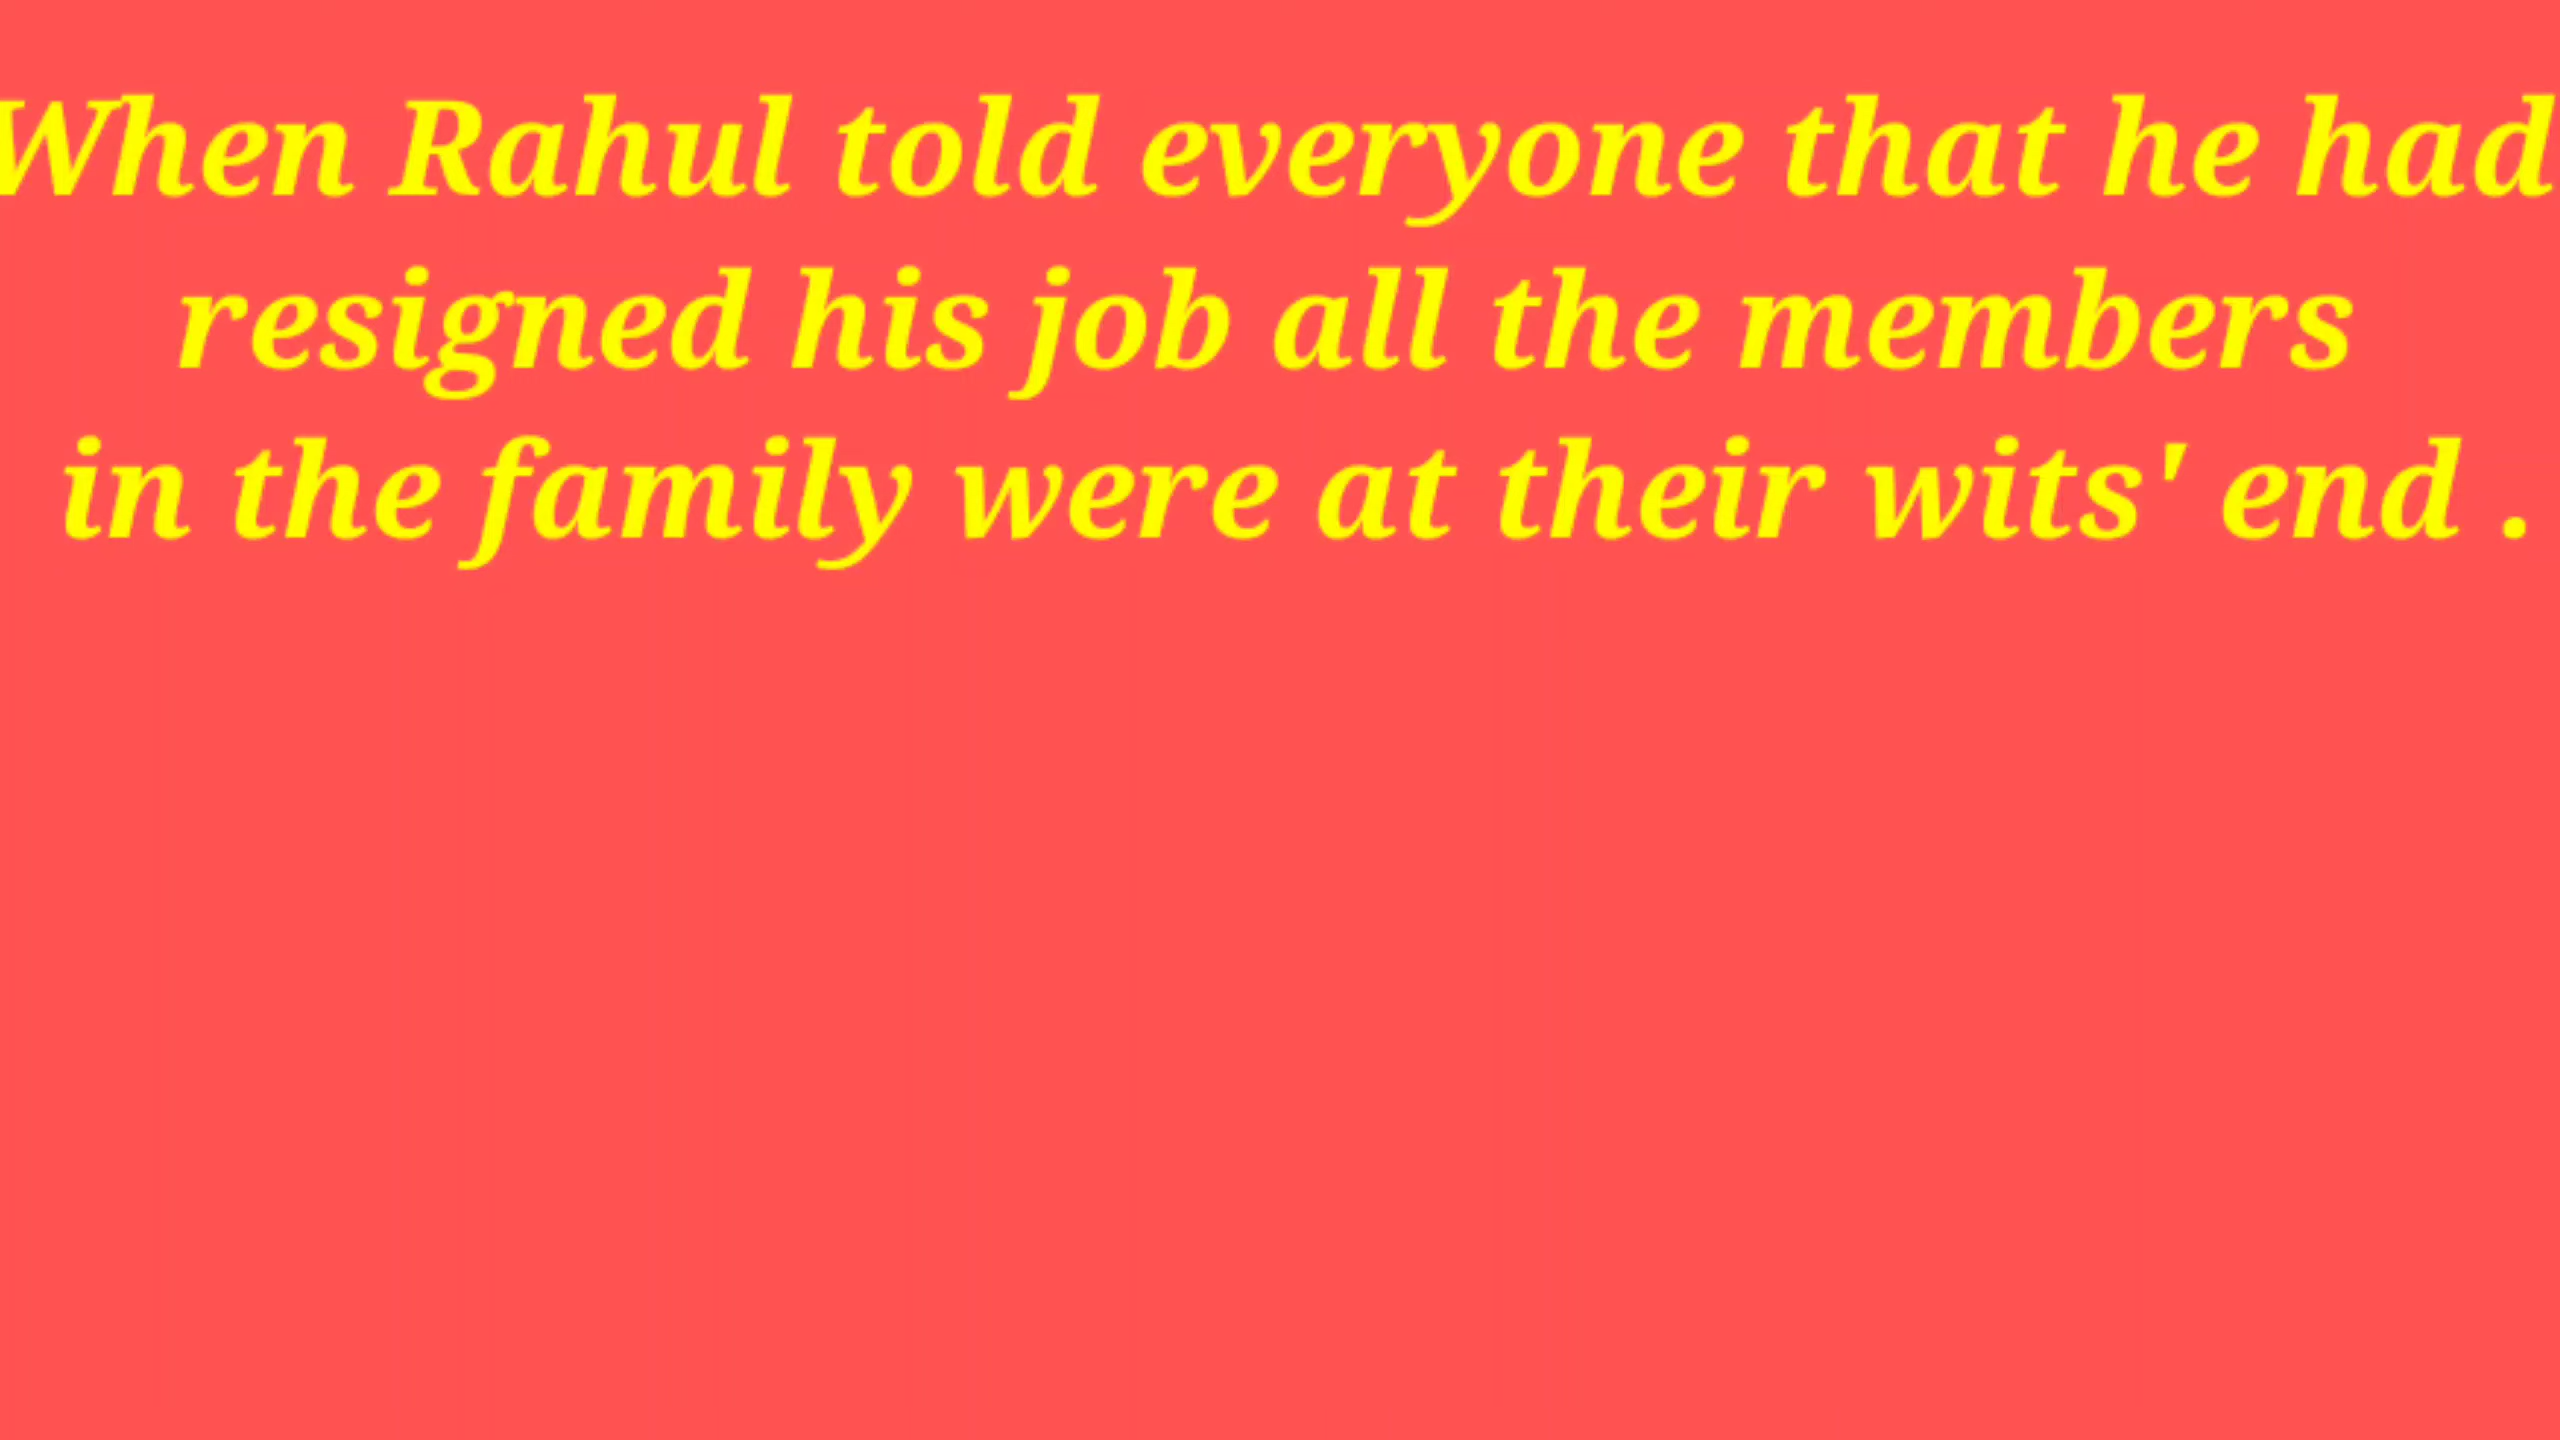 When Rahul told everyone that he had
resigned his job all the members
in the family were at their wits' end .